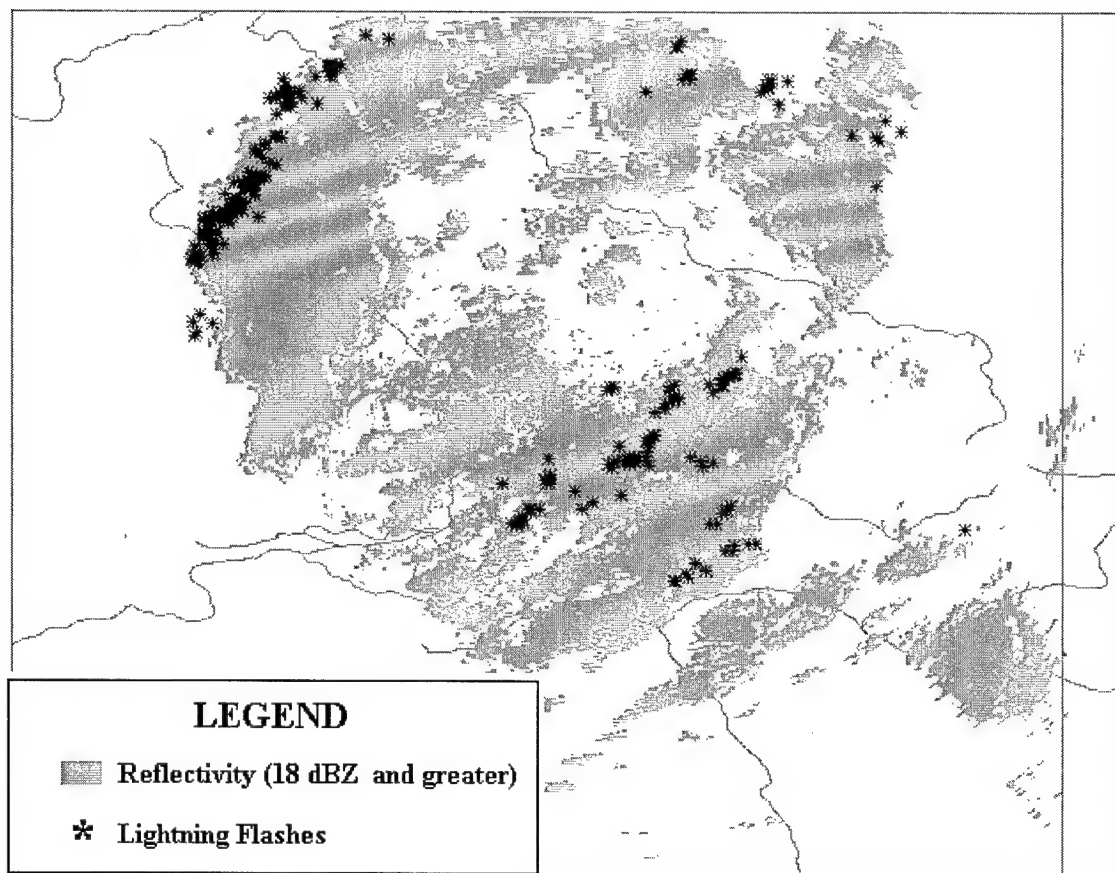 LEGEND
Reflectivity (18 dBZ and greater)
* Lightning Flashes